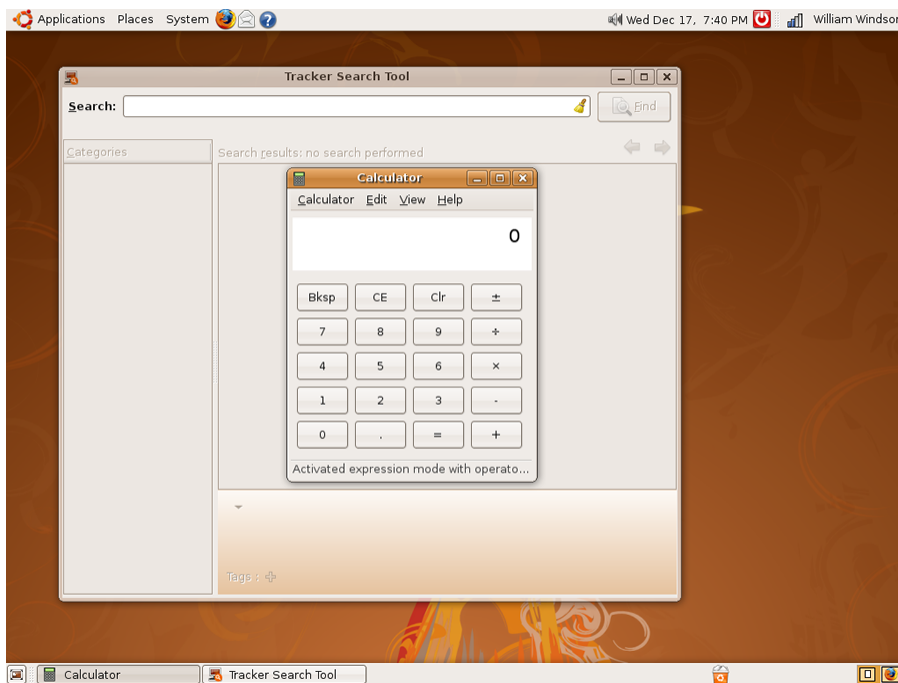 Applications Places System Wed Dec 17, 7:40 PM William Windsor
Tracker Search Tool
Search: Find
Categories
Search results: no search performed
Calculator
Calculator Edit View Help
0
Bksp CE Clr ±
7 8 9 ÷
4 5 6 ×
1 2 3 -
0 . = +
Activated expression mode with operato...
Tags :
Calculator Tracker Search Tool